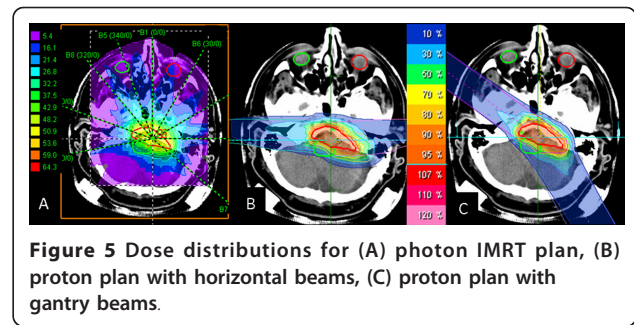 5.4
16.1
21.4
26.8
32.2
37.5
42.9
48.2
50.9
53.6
59.0
64.3
B5 (340/0)
B1 (0/0)
B6 (30/0)
B8 (320/0)
B7
A
B
10 %
30 %
50 %
70 %
80 %
90 %
95 %
107 %
110 %
120 %
C
Figure 5 Dose distributions for (A) photon IMRT plan, (B)
proton plan with horizontal beams, (C) proton plan with
gantry beams.